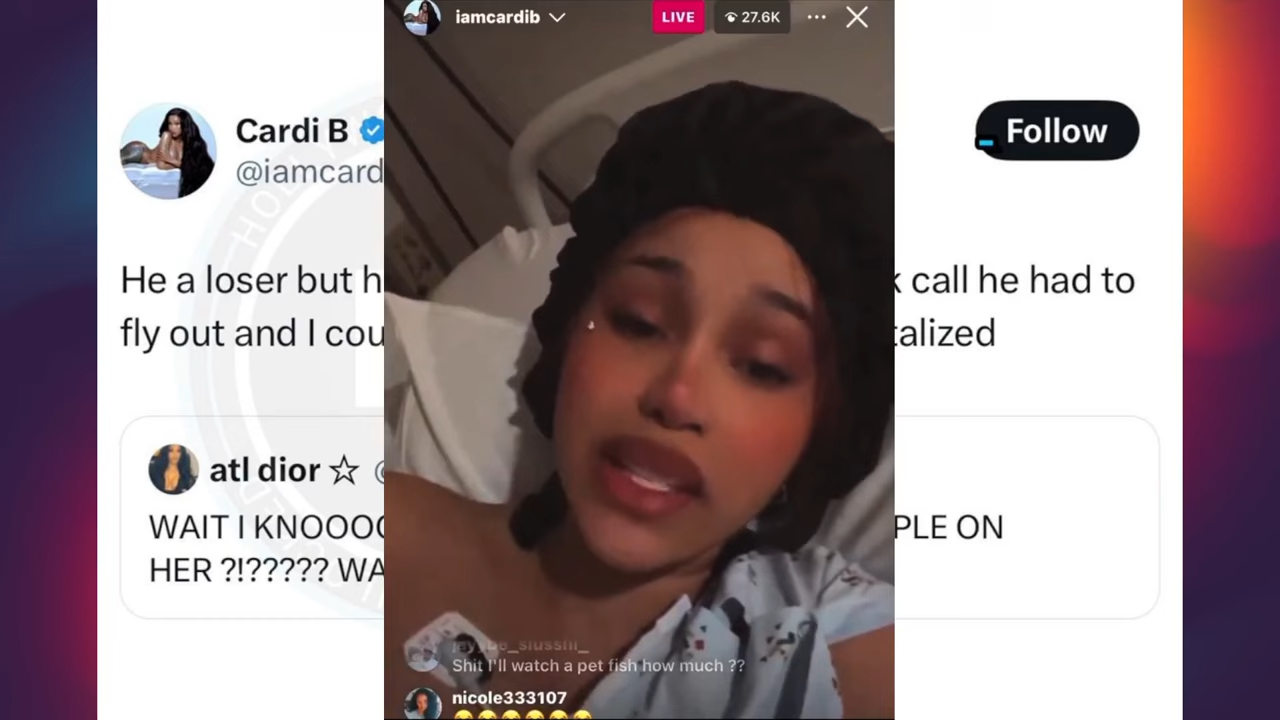 iamcardib
LIVE
27.6K
Cardi B
@iamcard
Follow
He a loser but h
call he had to
fly out and I cou
talized
atl dior ☆
WAIT I KNOOO
PLE ON
HER ?!????? WA
Shit I'll watch a pet fish how much ??
nicole333107
😂😂😂😂😂😂